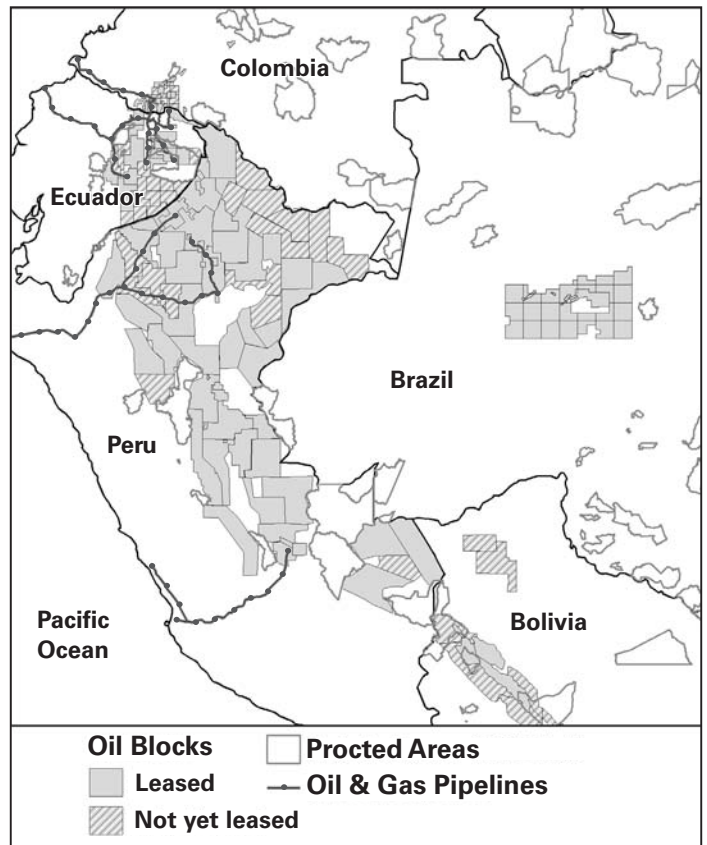 Colombia
Ecuador
Brazil
Peru
Pacific
Ocean
Bolivia
Oil Blocks
Procted Areas
Leased
Oil & Gas Pipelines
Not yet leased